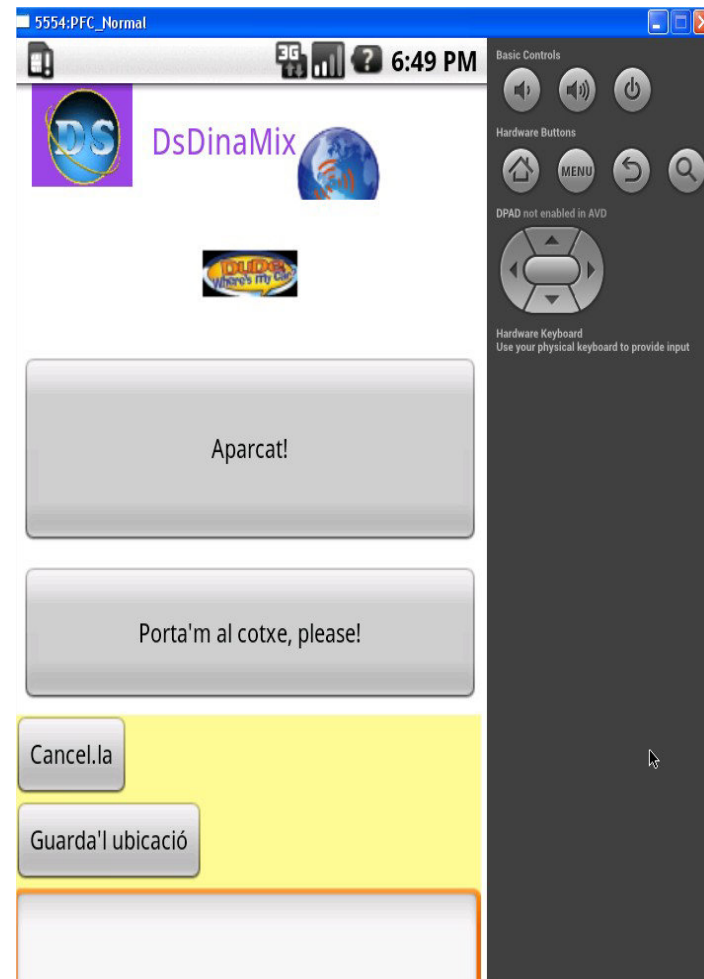 5554:PFC_Normal
3G
6:49 PM
DS
DsDinaMix
DUDE,
Where's my Car?
Aparcat!
Porta'm al cotxe, please!
Cancel.la
Guarda'l ubicació
Basic Controls
Hardware Buttons
MENU
DPAD not enabled in AVD
Hardware Keyboard
Use your physical keyboard to provide input